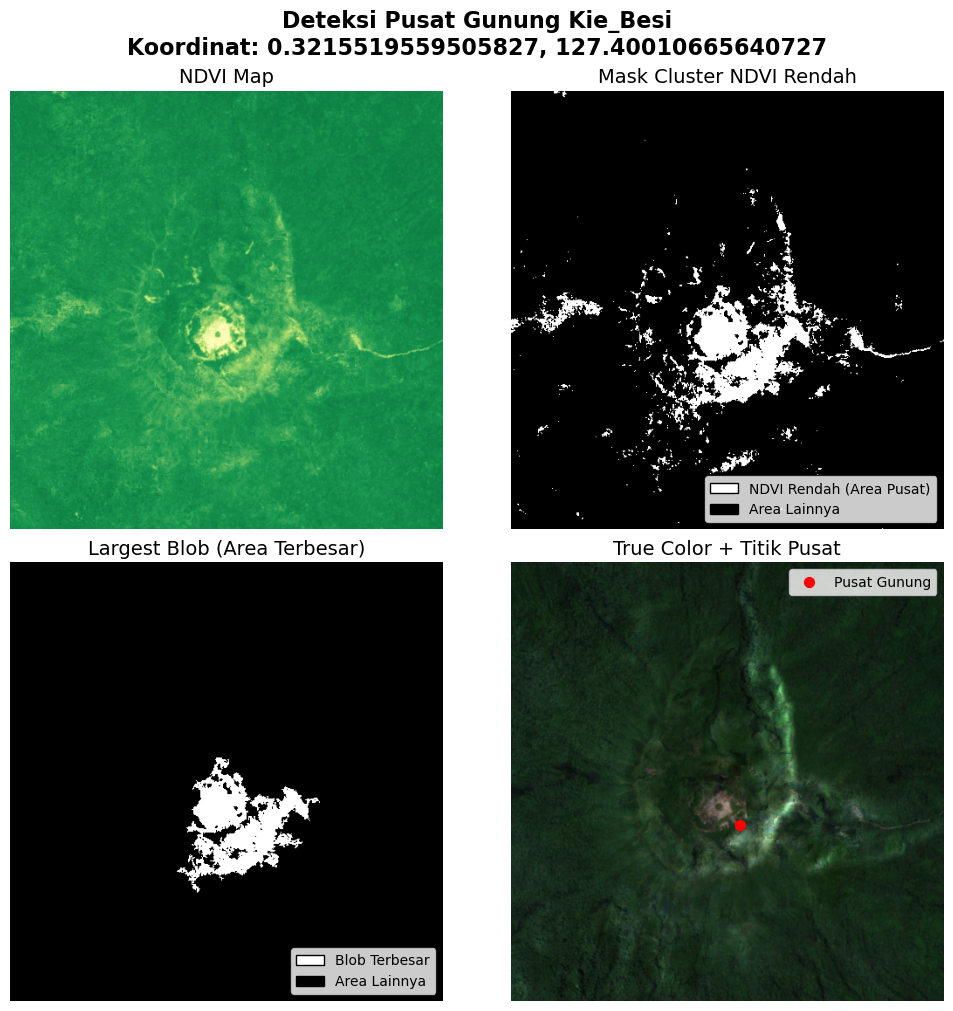 Deteksi Pusat Gunung Kie_Besi
Koordinat: 0.3215519559505827, 127.40010665640727
NDVI Map
Mask Cluster NDVI Rendah
NDVI Rendah (Area Pusat)
Area Lainnya
Largest Blob (Area Terbesar)
True Color + Titik Pusat
Pusat Gunung
Blob Terbesar
Area Lainnya